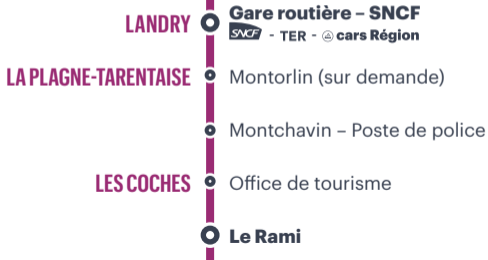 LANDRY
Gare routière – SNCF
SNCF - TER - cars Région
LA PLAGNE-TARENTAISE
Montorlin (sur demande)
Montchavin – Poste de police
LES COCHES
Office de tourisme
Le Rami